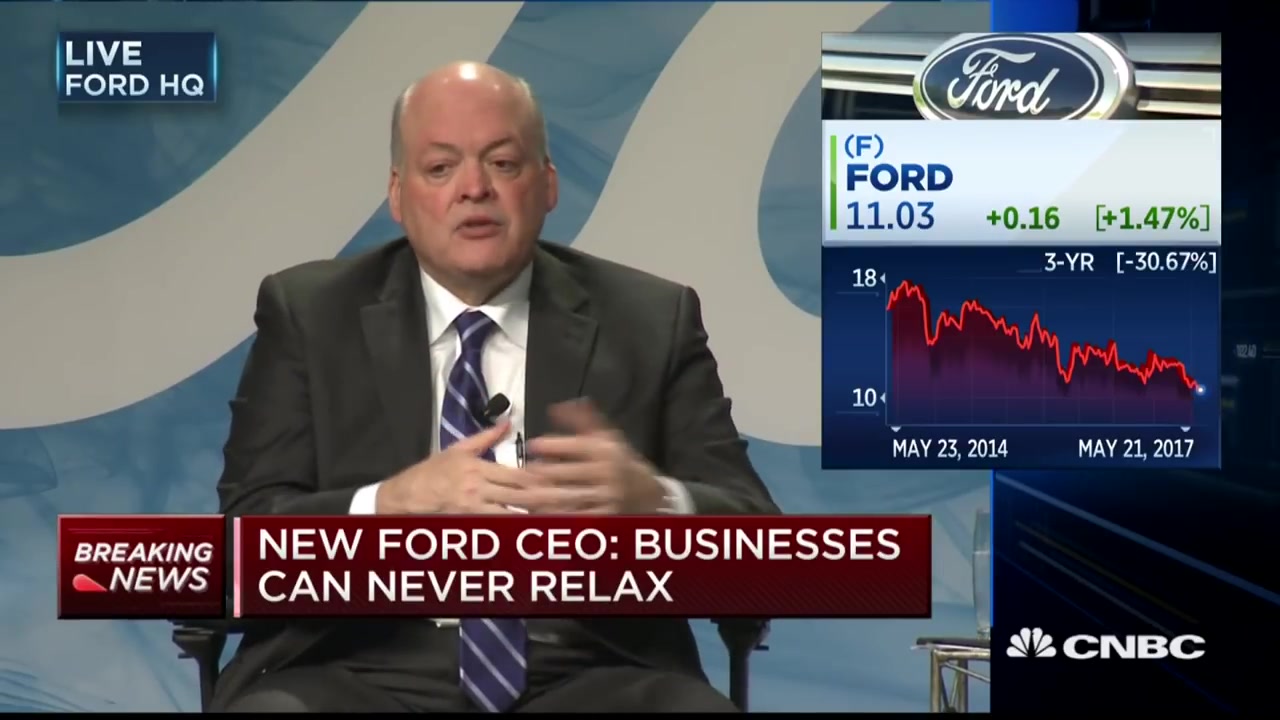 LIVE
FORD HQ
Ford
(F)
FORD
11.03 +0.16 [+1.47%]
3-YR [-30.67%]
18
10
MAY 23, 2014 MAY 21, 2017
BREAKING
NEWS
NEW FORD CEO: BUSINESSES
CAN NEVER RELAX
CNBC